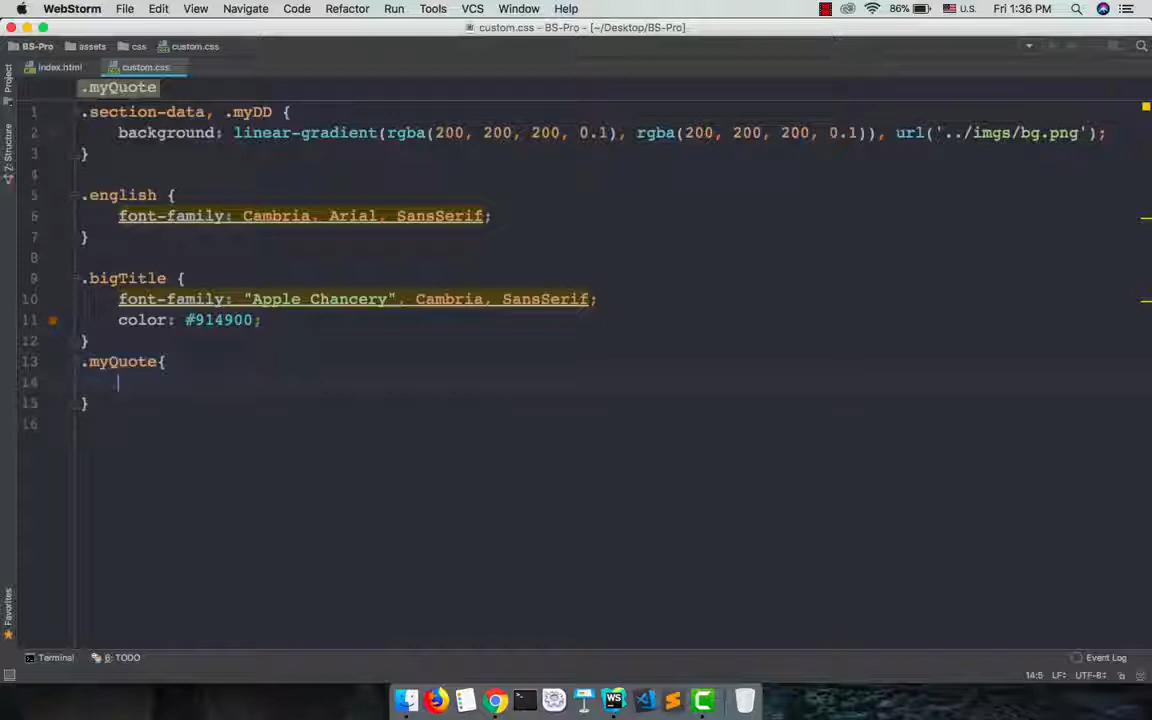 WebStorm File Edit View Navigate Code Refactor Run Tools VCS Window Help 86% U.S. Fri 1:36 PM
custom.css - BS-Pro - [~/Desktop/BS-Pro]
BS-Pro assets css custom.css
index.html custom.css
Project
Z: Structure
Favorites
.myQuote
1 .section-data, .myDD {
2 background: linear-gradient(rgba(200, 200, 200, 0.1), rgba(200, 200, 200, 0.1)), url('../imgs/bg.png');
3 }
4
5 .english {
6 font-family: Cambria, Arial, SansSerif;
7 }
8
9 .bigTitle {
10 font-family: "Apple Chancery", Cambria, SansSerif;
11 color: #914900;
12 }
13 .myQuote{
14
15 }
16
Terminal 6: TODO Event Log
14:5 LF: UTF-8:
WS